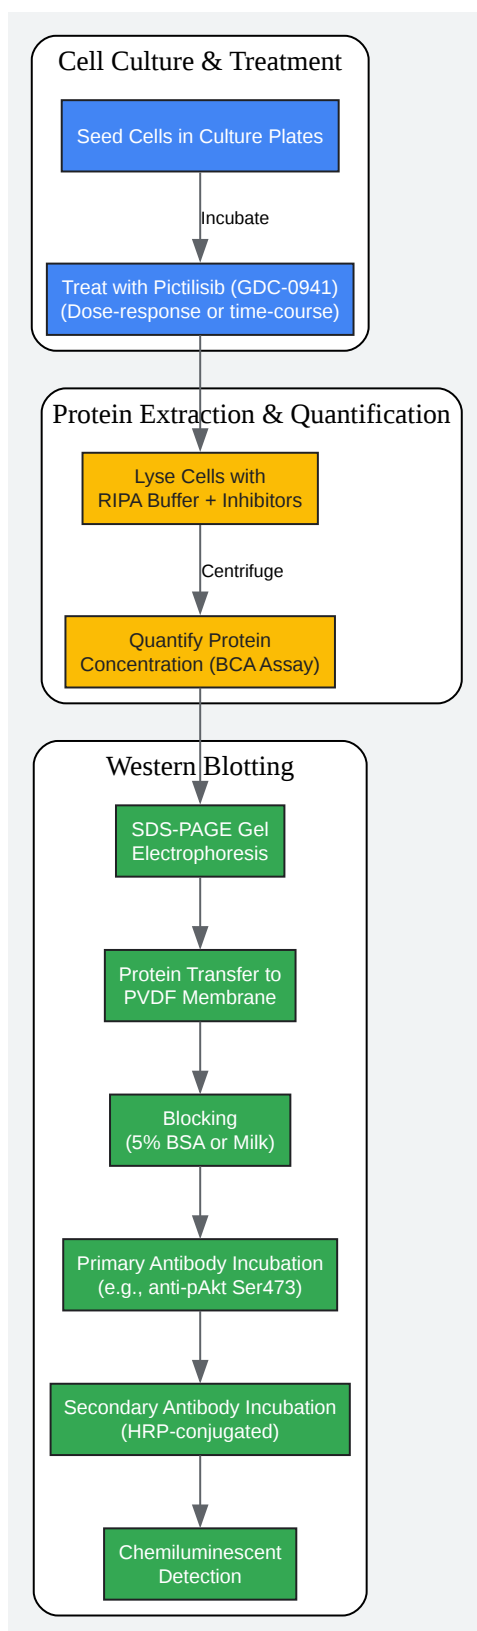 Cell Culture & Treatment
Seed Cells in Culture Plates
Incubate
Treat with Pictilisib (GDC-0941)
(Dose-response or time-course)
Protein Extraction & Quantification
Lyse Cells with
RIPA Buffer + Inhibitors
Centrifuge
Quantify Protein
Concentration (BCA Assay)
Western Blotting
SDS-PAGE Gel
Electrophoresis
Protein Transfer to
PVDF Membrane
Blocking
(5% BSA or Milk)
Primary Antibody Incubation
(e.g., anti-pAkt Ser473)
Secondary Antibody Incubation
(HRP-conjugated)
Chemiluminescent
Detection